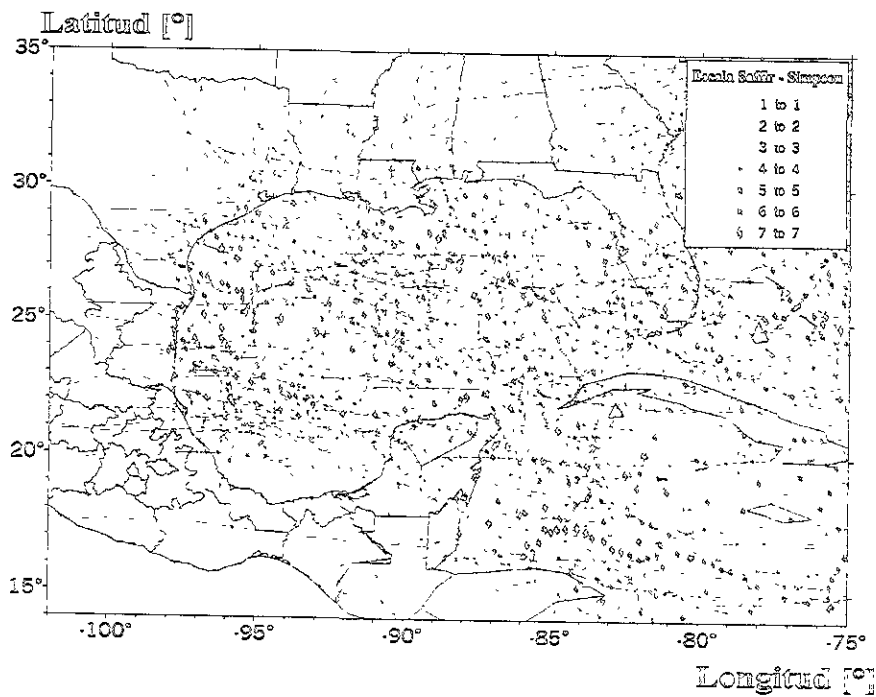 Latitud [°]
35°
30°
25°
20°
15°
Escala Saffir - Simpson
1 to 1
2 to 2
3 to 3
4 to 4
5 to 5
6 to 6
7 to 7
-100°
-95°
-90°
-85°
-80°
-75°
Longitud [°]